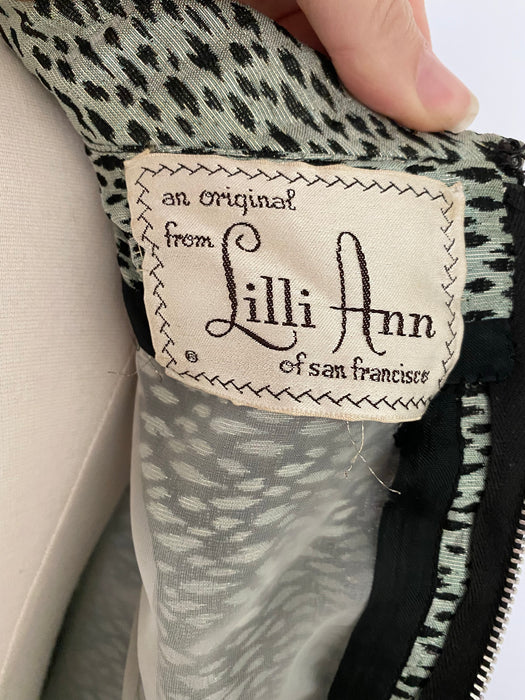 an original
from Lilli Ann
® of san francisco